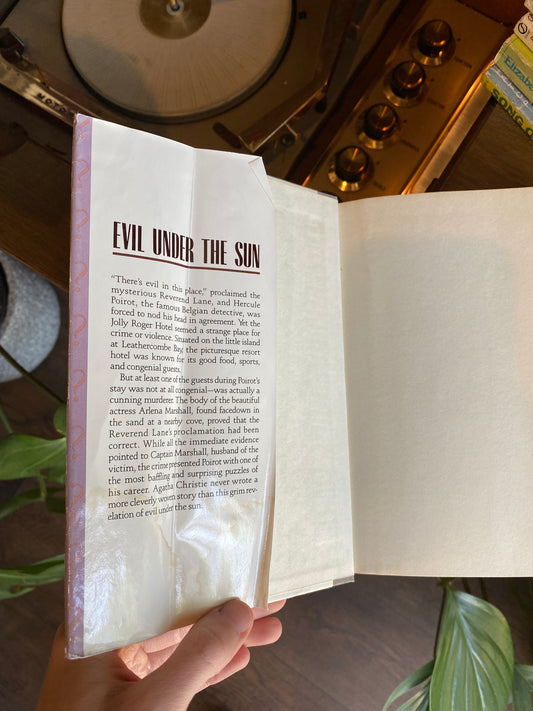 EVIL UNDER THE SUN
"There's evil in this place," proclaimed the
mysterious Reverend Lane, and Hercule
Poirot, the famous Belgian detective, was
forced to nod his head in agreement. Yet the
Jolly Roger Hotel seemed a strange place for
crime or violence. Situated on the little island
at Leathercombe Bay, the picturesque resort
hotel was known for its good food, sports,
and congenial guests.
But at least one of the guests during Poirot's
stay was not at all congenial—was actually a
cunning murderer. The body of the beautiful
actress Arlena Marshall, found facedown in
the sand at a nearby cove, proved that the
Reverend Lane's proclamation had been
correct. While all the immediate evidence
pointed to Captain Marshall, husband of the
victim, the crime presented Poirot with one of
the most baffling and surprising puzzles of
his career. Agatha Christie never wrote a
more cleverly woven story than this grim rev-
elation of evil under the sun.
Elizabe
SONG O